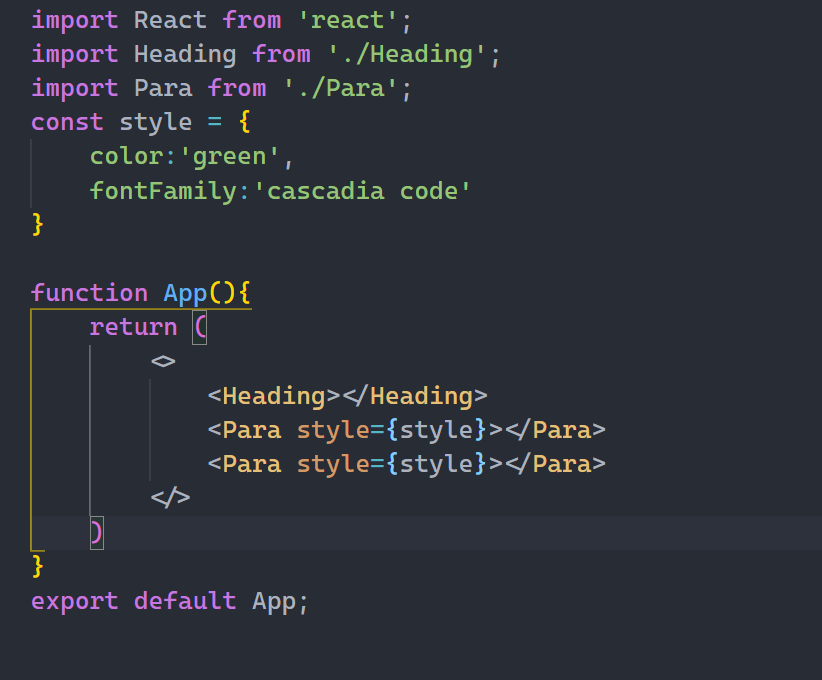 import React from 'react';
import Heading from './Heading';
import Para from './Para';
const style = {
    color:'green',
    fontFamily:'cascadia code'
}

function App(){
    return (
        <>
            <Heading></Heading>
            <Para style={style}></Para>
            <Para style={style}></Para>
        </>
    )
}
export default App;